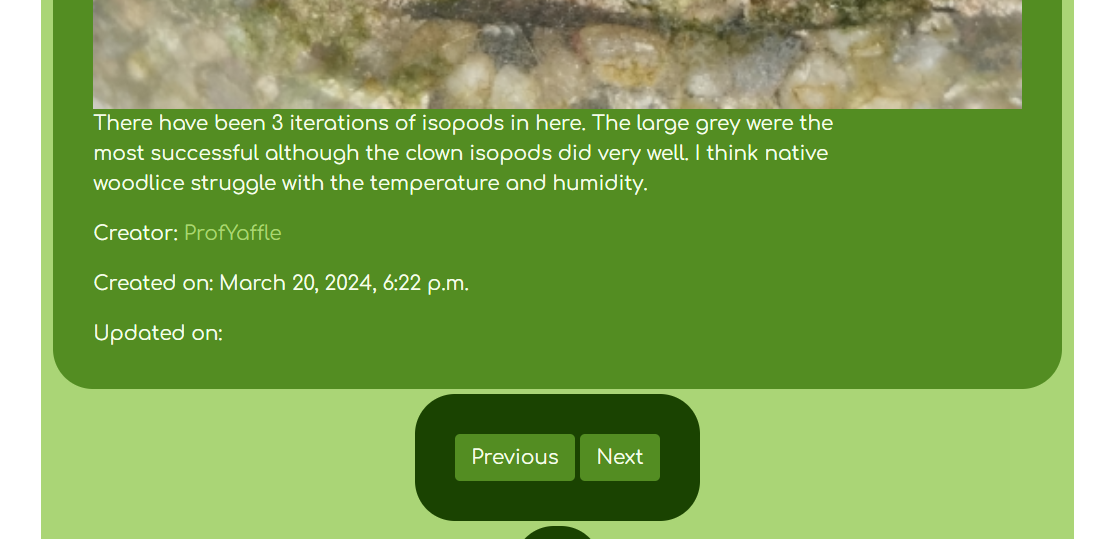 There have been 3 iterations of isopods in here. The large grey were the
most successful although the clown isopods did very well. I think native
woodlice struggle with the temperature and humidity.
Creator: ProfYaffle
Created on: March 20, 2024, 6:22 p.m.
Updated on:
Previous Next